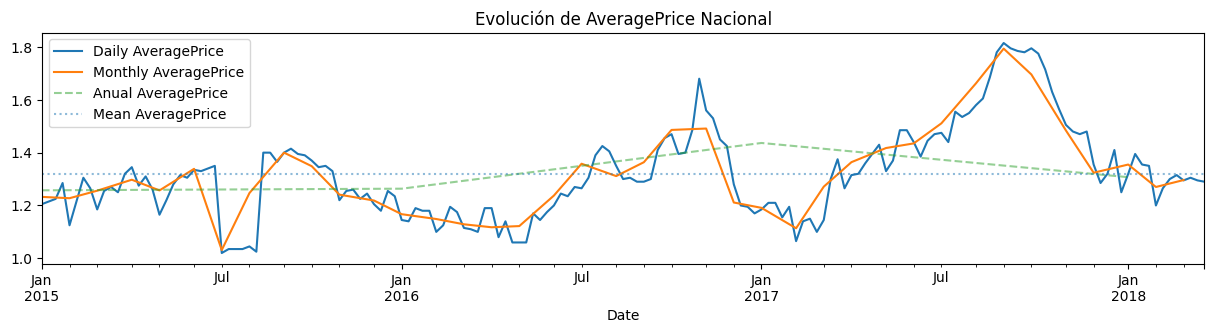 Evolución de AveragePrice Nacional
Daily AveragePrice
Monthly AveragePrice
Anual AveragePrice
Mean AveragePrice
1.8
1.6
1.4
1.2
1.0
Jan Jul Jan Jul Jan Jul Jan
2015 2016 2017 2018
Date